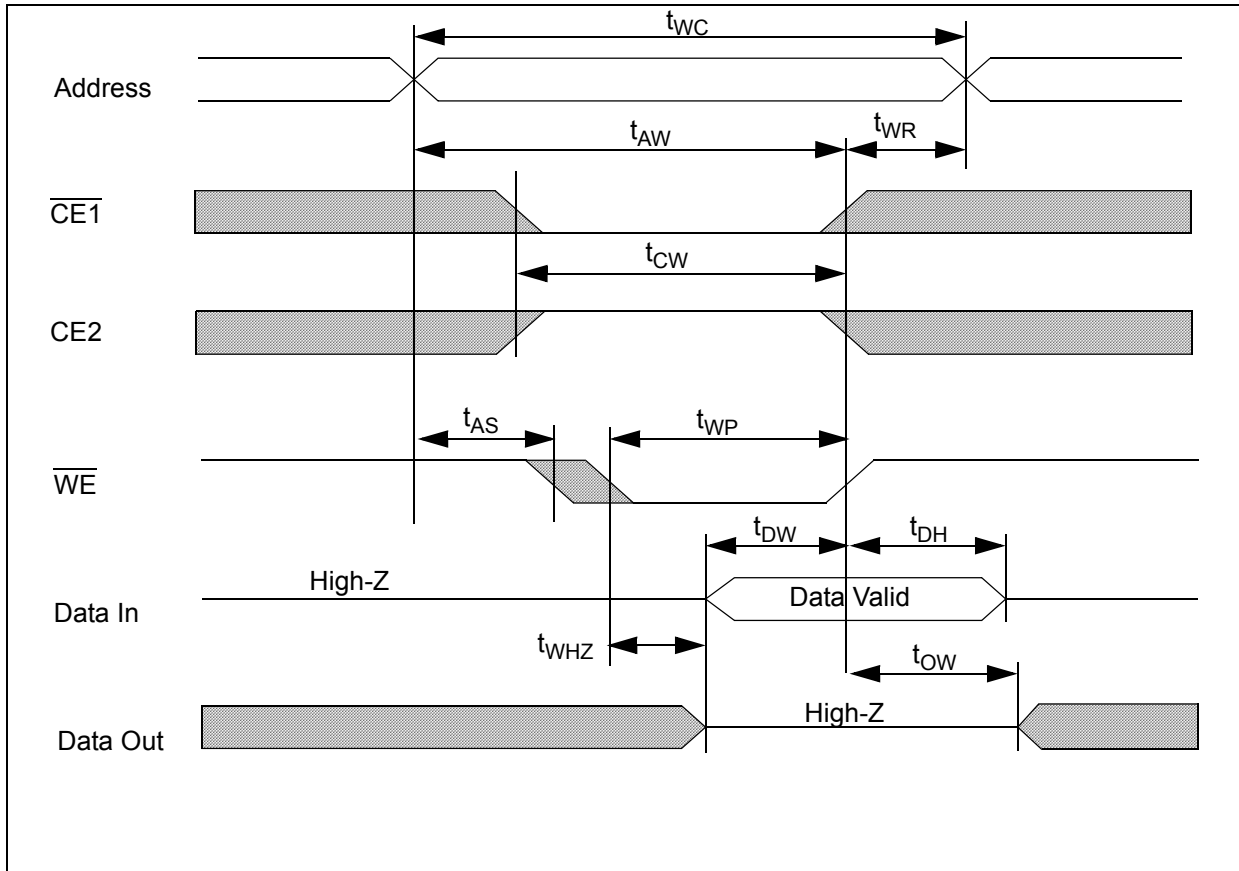 tWC
Address
tAW
tWR
CE1
tCW
CE2
tAS
tWP
WE
tDW
tDH
High-Z
Data Valid
Data In
tWHZ
tOW
High-Z
Data Out